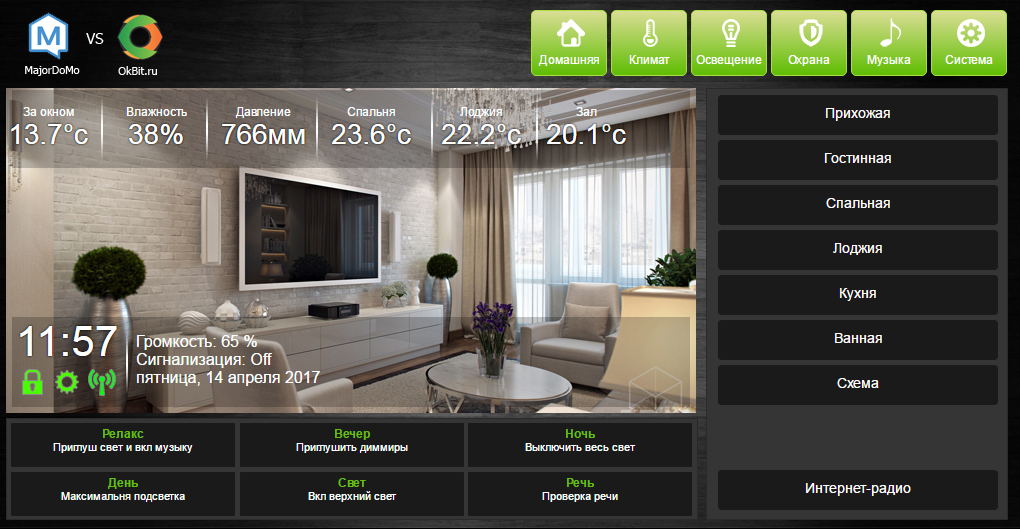 MajorDoMo
VS
OkBit.ru
Домашняя
Климат
Освещение
Охрана
Музыка
Система
За окном
13.7°c
Влажность
38%
Давление
766мм
Спальня
23.6°c
Лоджия
22.2°c
Зал
20.1°c
11:57
Громкость: 65 %
Сигнализация: Off
пятница, 14 апреля 2017
Прихожая
Гостинная
Спальная
Лоджия
Кухня
Ванная
Схема
Интернет-радио
Релакс
Приглуш свет и вкл музыку
Вечер
Приглушить диммиры
Ночь
Выключить весь свет
День
Максимальня подсветка
Свет
Вкл верхний свет
Речь
Проверка речи